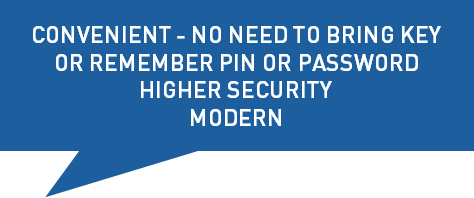 CONVENIENT - NO NEED TO BRING KEY
OR REMEMBER PIN OR PASSWORD
HIGHER SECURITY
MODERN